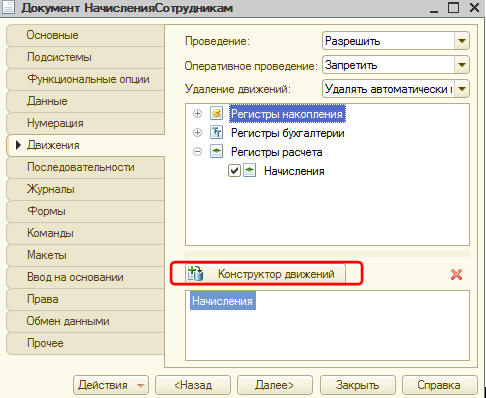 Документ НачисленияСотрудникам
Основные
Подсистемы
Функциональные опции
Данные
Нумерация
Движения
Последовательности
Журналы
Формы
Команды
Макеты
Ввод на основании
Права
Обмен данными
Прочее
Проведение: Разрешить
Оперативное проведение: Запретить
Удаление движений: Удалять автоматически
Регистры накопления
Регистры бухгалтерии
Регистры расчета
Начисления
Конструктор движений
Начисления
Действия <Назад Далее> Закрыть Справка